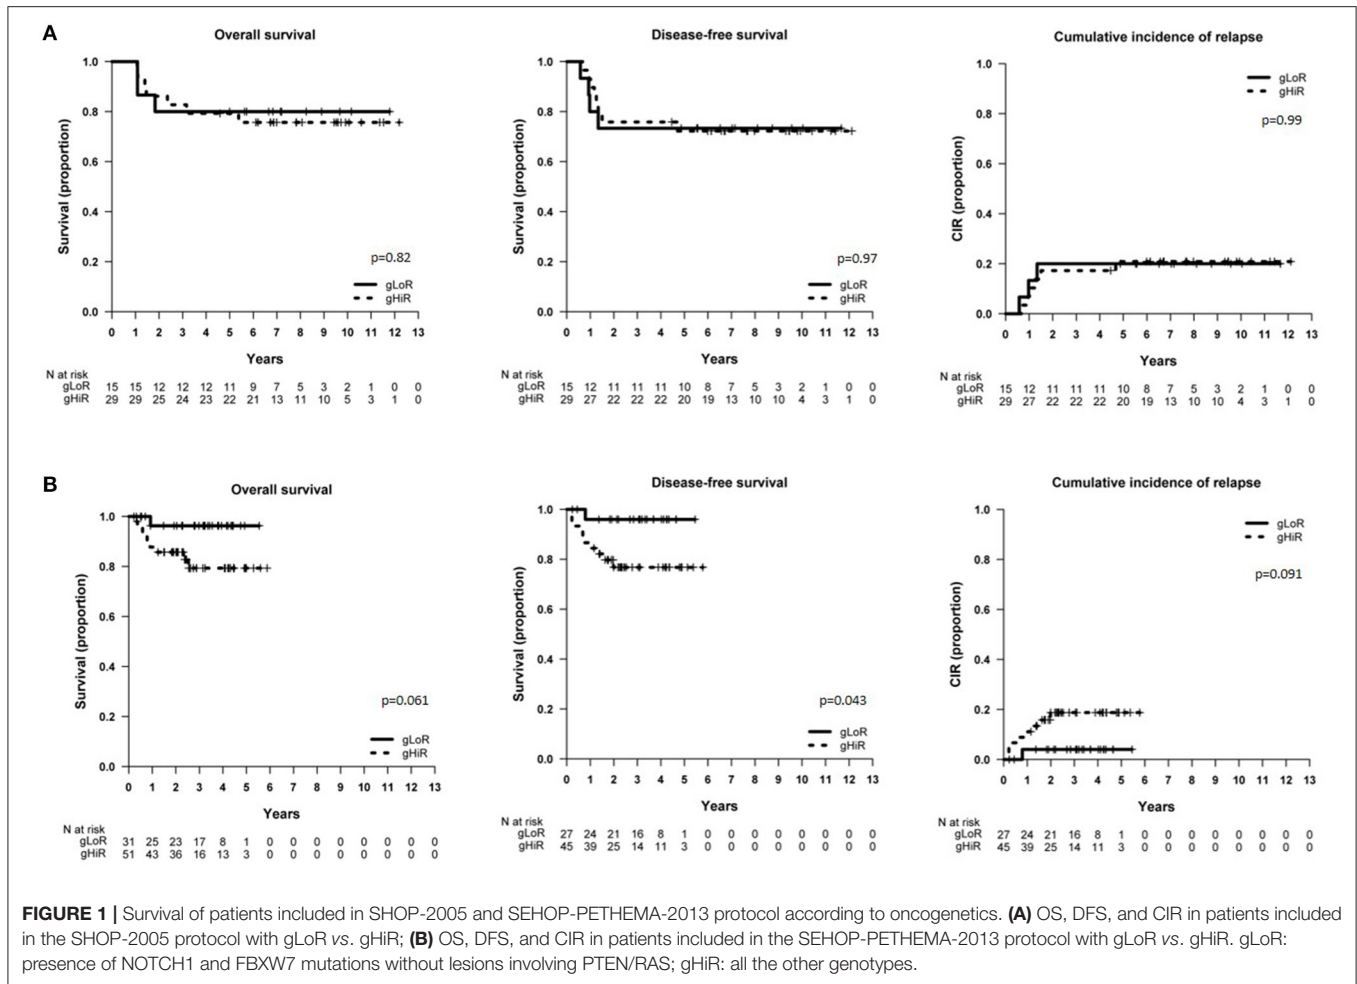 A
Overall survival
Survival (proportion)
1.0
0.8
0.6
0.4
0.2
0.0
p=0.82
gLoR
gHiR
0 1 2 3 4 5 6 7 8 9 10 11 12 13
Years
N at risk
gLoR 15 15 12 12 12 11 9 7 5 3 2 1 0 0
gHiR 29 29 25 24 23 22 21 13 11 10 5 3 1 0
Disease-free survival
Survival (proportion)
1.0
0.8
0.6
0.4
0.2
0.0
p=0.97
gLoR
gHiR
0 1 2 3 4 5 6 7 8 9 10 11 12 13
Years
N at risk
gLoR 15 12 11 11 11 10 8 7 5 3 2 1 0 0
gHiR 29 27 22 22 22 20 19 13 10 10 4 3 1 0
Cumulative incidence of relapse
CIR (proportion)
1.0
0.8
0.6
0.4
0.2
0.0
gLoR
gHiR
p=0.99
0 1 2 3 4 5 6 7 8 9 10 11 12 13
Years
N at risk
gLoR 15 12 11 11 11 10 8 7 5 3 2 1 0 0
gHiR 29 27 22 22 22 20 19 13 10 10 4 3 1 0
B
Overall survival
Survival (proportion)
1.0
0.8
0.6
0.4
0.2
0.0
p=0.061
gLoR
gHiR
0 1 2 3 4 5 6 7 8 9 10 11 12 13
Years
N at risk
gLoR 31 25 23 17 8 1 0 0 0 0 0 0 0 0
gHiR 51 43 36 16 13 3 0 0 0 0 0 0 0 0
Disease-free survival
Survival (proportion)
1.0
0.8
0.6
0.4
0.2
0.0
p=0.043
gLoR
gHiR
0 1 2 3 4 5 6 7 8 9 10 11 12 13
Years
N at risk
gLoR 27 24 21 16 8 1 0 0 0 0 0 0 0 0
gHiR 45 39 25 14 11 3 0 0 0 0 0 0 0 0
Cumulative incidence of relapse
CIR (proportion)
1.0
0.8
0.6
0.4
0.2
0.0
gLoR
gHiR
p=0.091
0 1 2 3 4 5 6 7 8 9 10 11 12 13
Years
N at risk
gLoR 27 24 21 16 8 1 0 0 0 0 0 0 0 0
gHiR 45 39 25 14 11 3 0 0 0 0 0 0 0 0
FIGURE 1 | Survival of patients included in SHOP-2005 and SEHOP-PETHEMA-2013 protocol according to oncogenetics. (A) OS, DFS, and CIR in patients included
in the SHOP-2005 protocol with gLoR vs. gHiR; (B) OS, DFS, and CIR in patients included in the SEHOP-PETHEMA-2013 protocol with gLoR vs. gHiR. gLoR:
presence of NOTCH1 and FBXW7 mutations without lesions involving PTEN/RAS; gHiR: all the other genotypes.